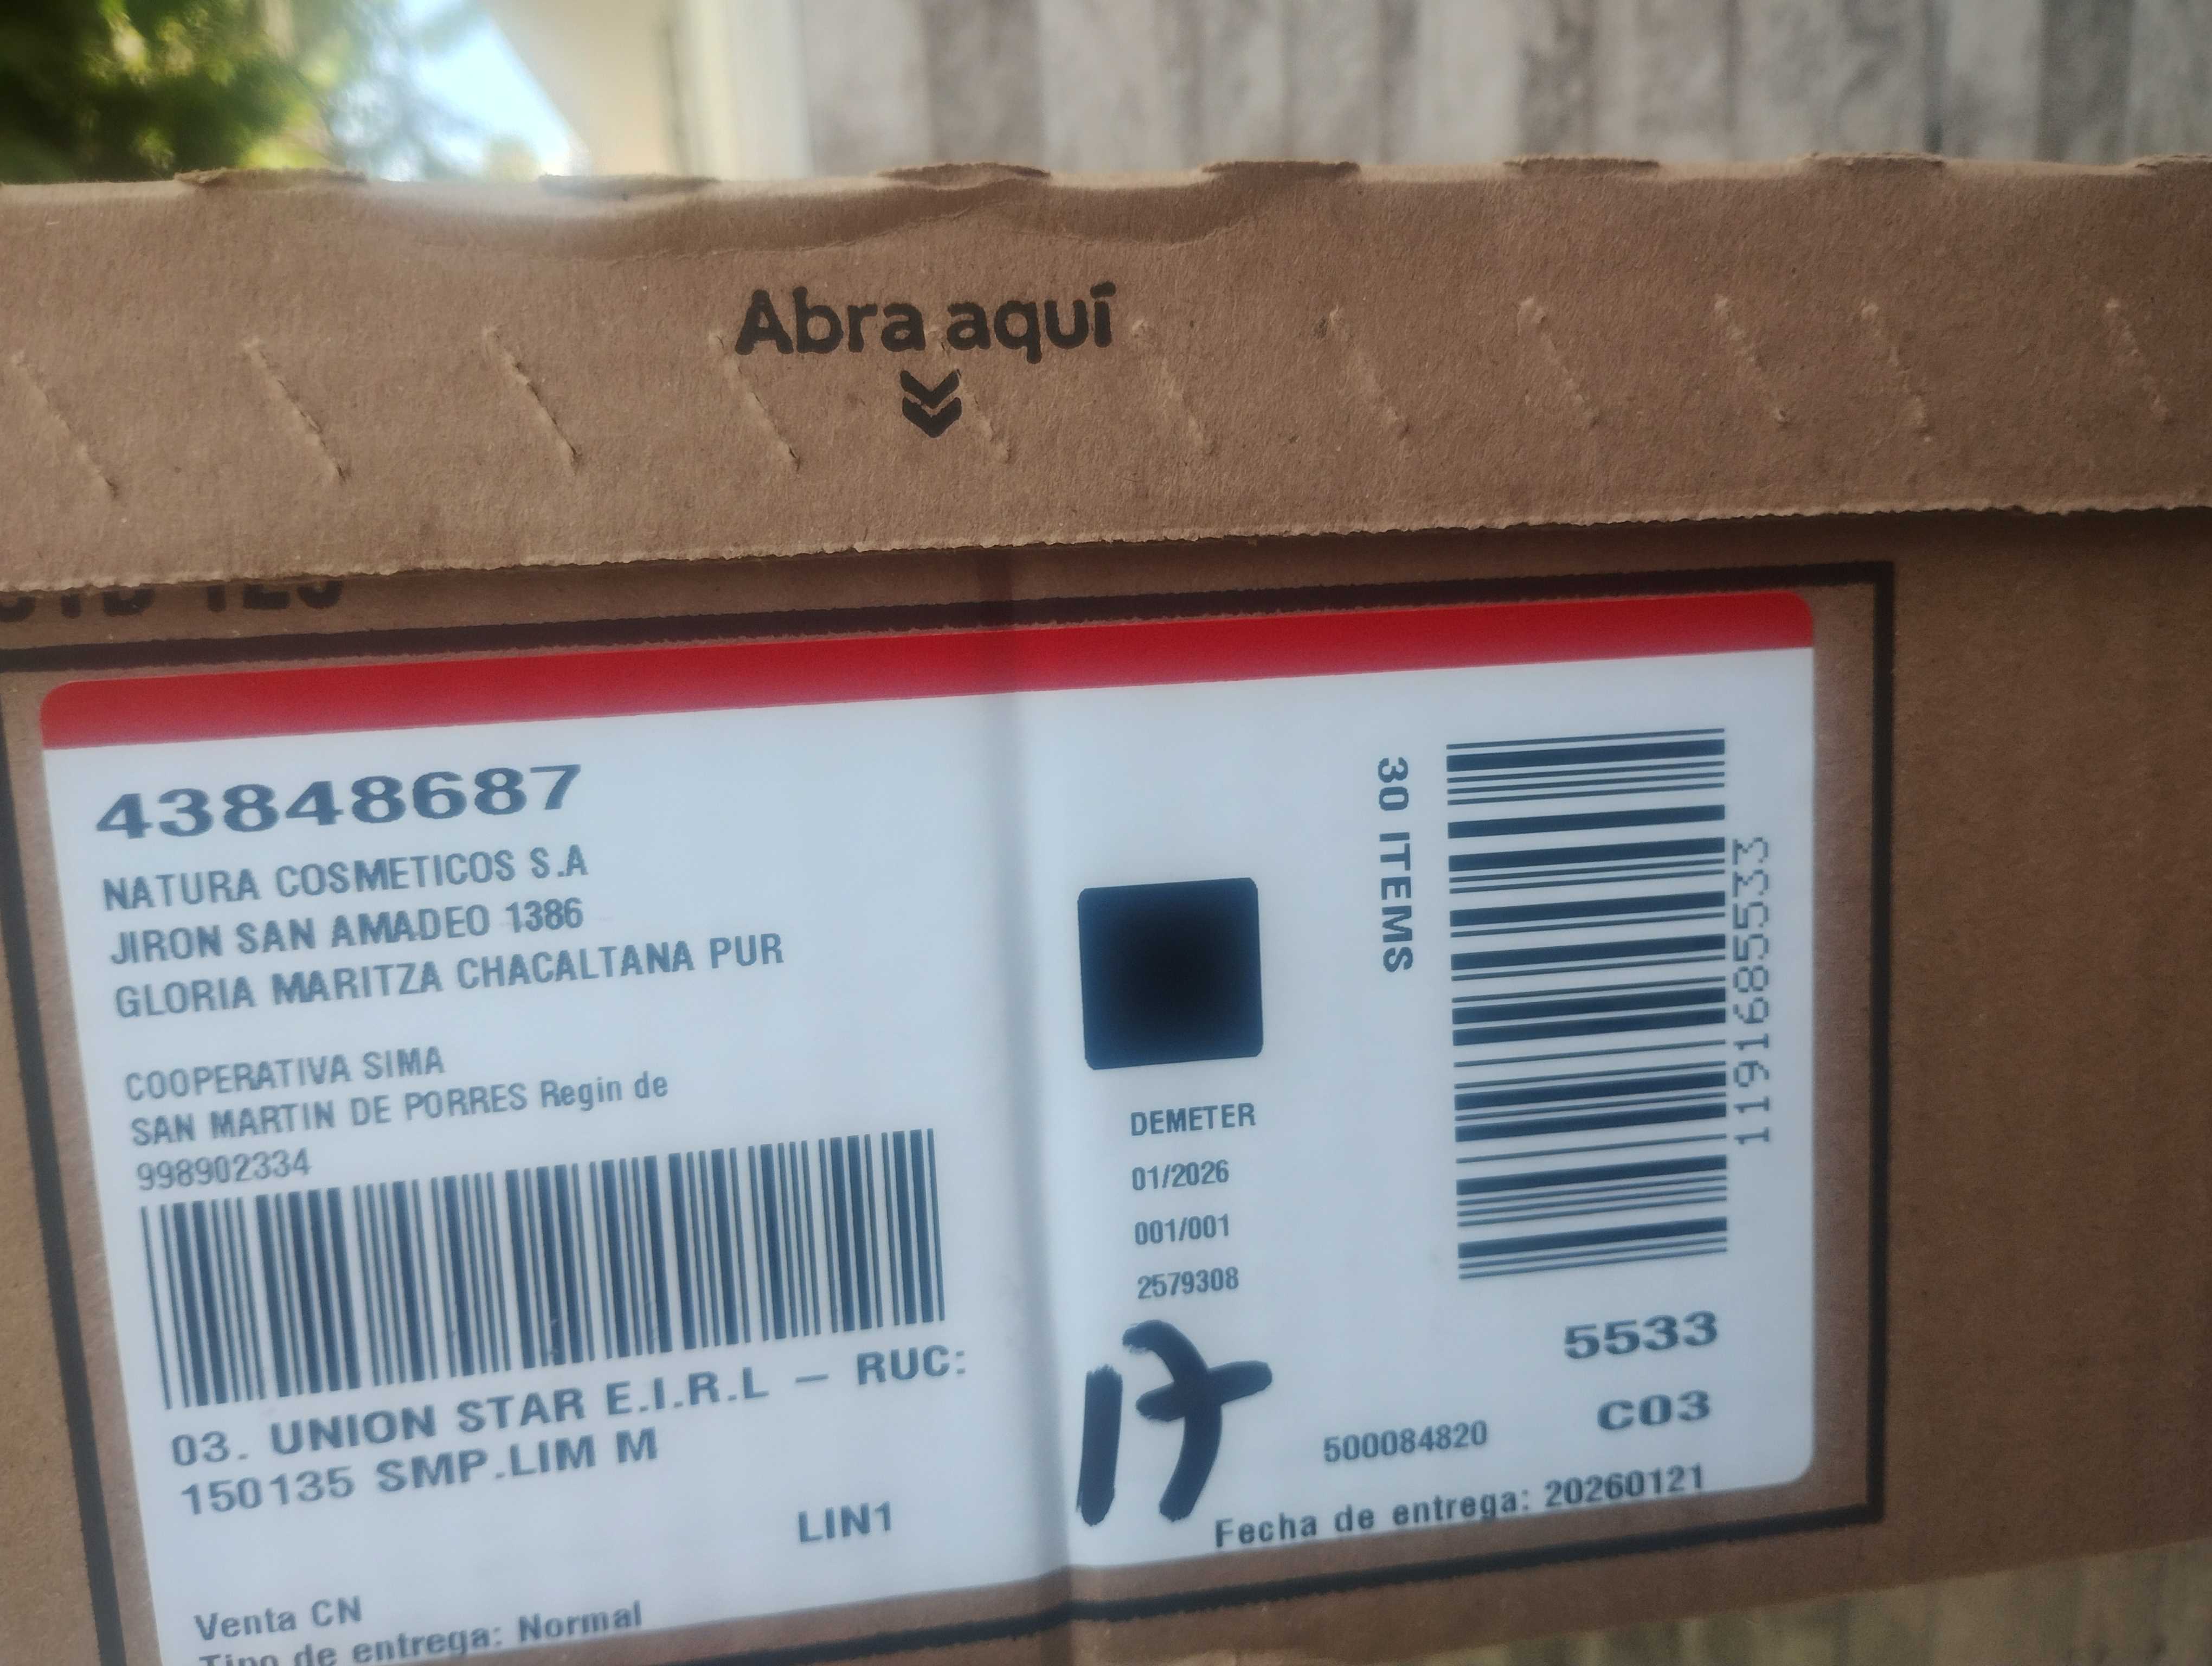 Abra aquí
43848687
NATURA COSMETICOS S.A
JIRON SAN AMADEO 1386
GLORIA MARITZA CHACALTANA PUR
COOPERATIVA SIMA
SAN MARTIN DE PORRES Regin de
998902334
03. UNION STAR E.I.R.L — RUC:
150135 SMP.LIM M
LIN1
Venta CN
Tipo de entrega: Normal
DEMETER
01/2026
001/001
2579308
17
30 ITEMS
1191685533
5533
C03
500084820
Fecha de entrega: 20260121